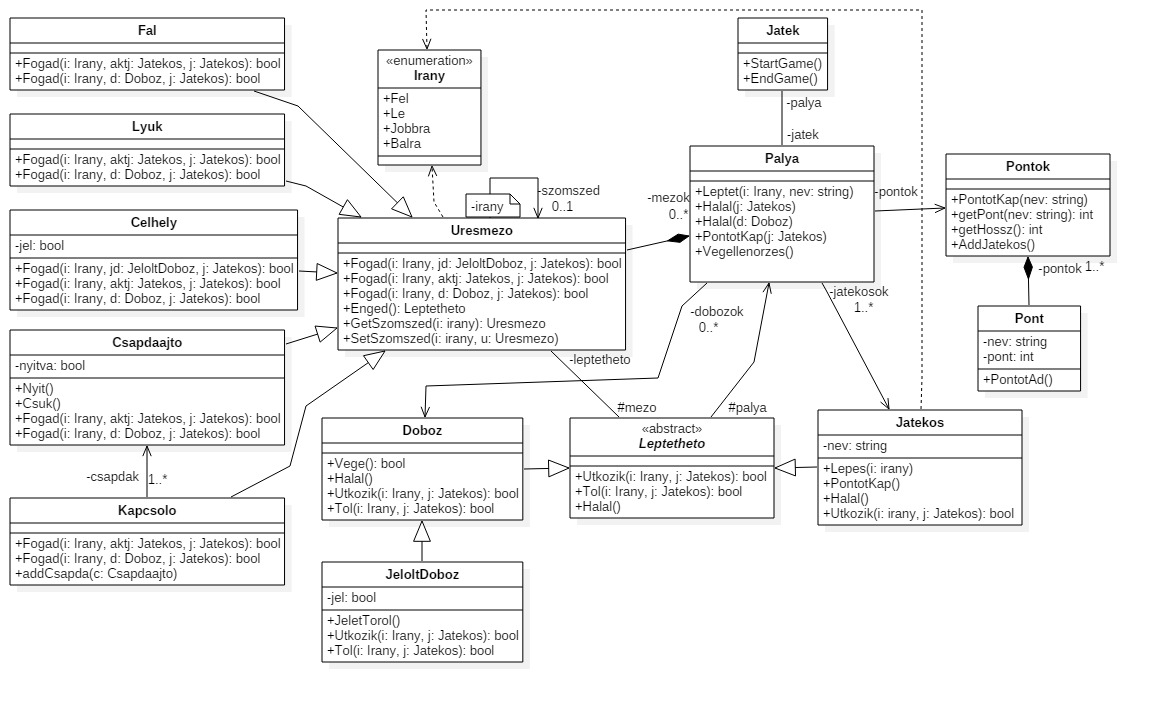 Fal
+Fogad(i: Irany, aktj: Jatekos, j: Jatekos): bool
+Fogad(i: Irany, d: Doboz, j: Jatekos): bool
Lyuk
+Fogad(i: Irany, aktj: Jatekos, j: Jatekos): bool
+Fogad(i: Irany, d: Doboz, j: Jatekos): bool
Celhely
-jel: bool
+Fogad(i: Irany, jd: JeloltDoboz, j: Jatekos): bool
+Fogad(i: Irany, aktj: Jatekos, j: Jatekos): bool
+Fogad(i: Irany, d: Doboz, j: Jatekos): bool
Csapdaajto
-nyitva: bool
+Nyit()
+Csuk()
+Fogad(i: Irany, aktj: Jatekos, j: Jatekos): bool
+Fogad(i: Irany, d: Doboz, j: Jatekos): bool
-csapdak
1..*
Kapcsolo
+Fogad(i: Irany, aktj: Jatekos, j: Jatekos): bool
+Fogad(i: Irany, d: Doboz, j: Jatekos): bool
+addCsapda(c: Csapdaajto)
«enumeration»
Irany
+Fel
+Le
+Jobbra
+Balra
-irany
-szomszed
0..1
Uresmezo
+Fogad(i: Irany, jd: JeloltDoboz, j: Jatekos): bool
+Fogad(i: Irany, aktj: Jatekos, j: Jatekos): bool
+Fogad(i: Irany, d: Doboz, j: Jatekos): bool
+Enged(): Leptetheto
+GetSzomszed(i: irany): Uresmezo
+SetSzomszed(i: irany, u: Uresmezo)
-leptetheto
#mezo
Jatek
+StartGame()
+EndGame()
-palya
-jatek
-mezok
0..*
Palya
+Leptet(i: Irany, nev: string)
+Halal(j: Jatekos)
+Halal(d: Doboz)
+PontotKap(j: Jatekos)
+Vegellenorzes()
-pontok
-dobozok
0..*
#palya
-jatekosok
1..*
Pontok
+PontotKap(nev: string)
+getPont(nev: string): int
+getHossz(): int
+AddJatekos()
-pontok
1..*
Pont
-nev: string
-pont: int
+PontotAd()
Doboz
+Vege(): bool
+Halal()
+Utkozik(i: Irany, j: Jatekos): bool
+Tol(i: Irany, j: Jatekos): bool
JeloltDoboz
-jel: bool
+JeletTorol()
+Utkozik(i: Irany, j: Jatekos): bool
+Tol(i: Irany, j: Jatekos): bool
«abstract»
Leptetheto
+Utkozik(i: Irany, j: Jatekos): bool
+Tol(i: Irany, j: Jatekos): bool
+Halal()
Jatekos
-nev: string
+Lepes(i: irany)
+PontotKap()
+Halal()
+Utkozik(i: irany, j: Jatekos): bool